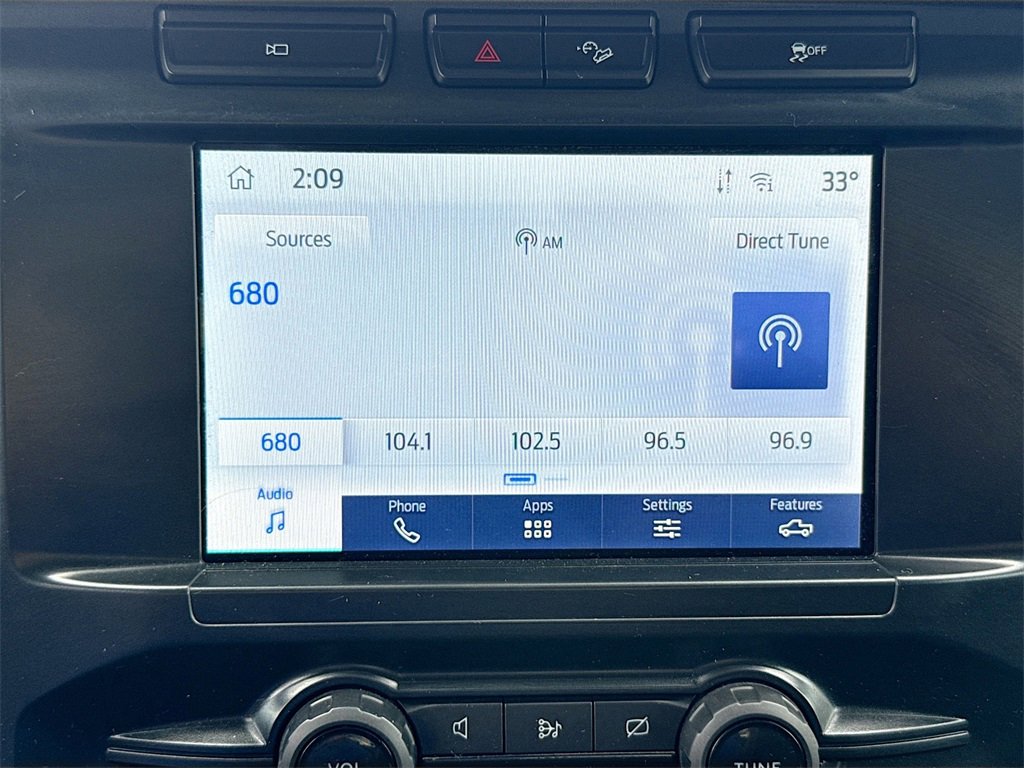 OFF
2:09
33°
Sources
AM
Direct Tune
680
680 104.1 102.5 96.5 96.9
Audio Phone Apps Settings Features
VOL
TUNE